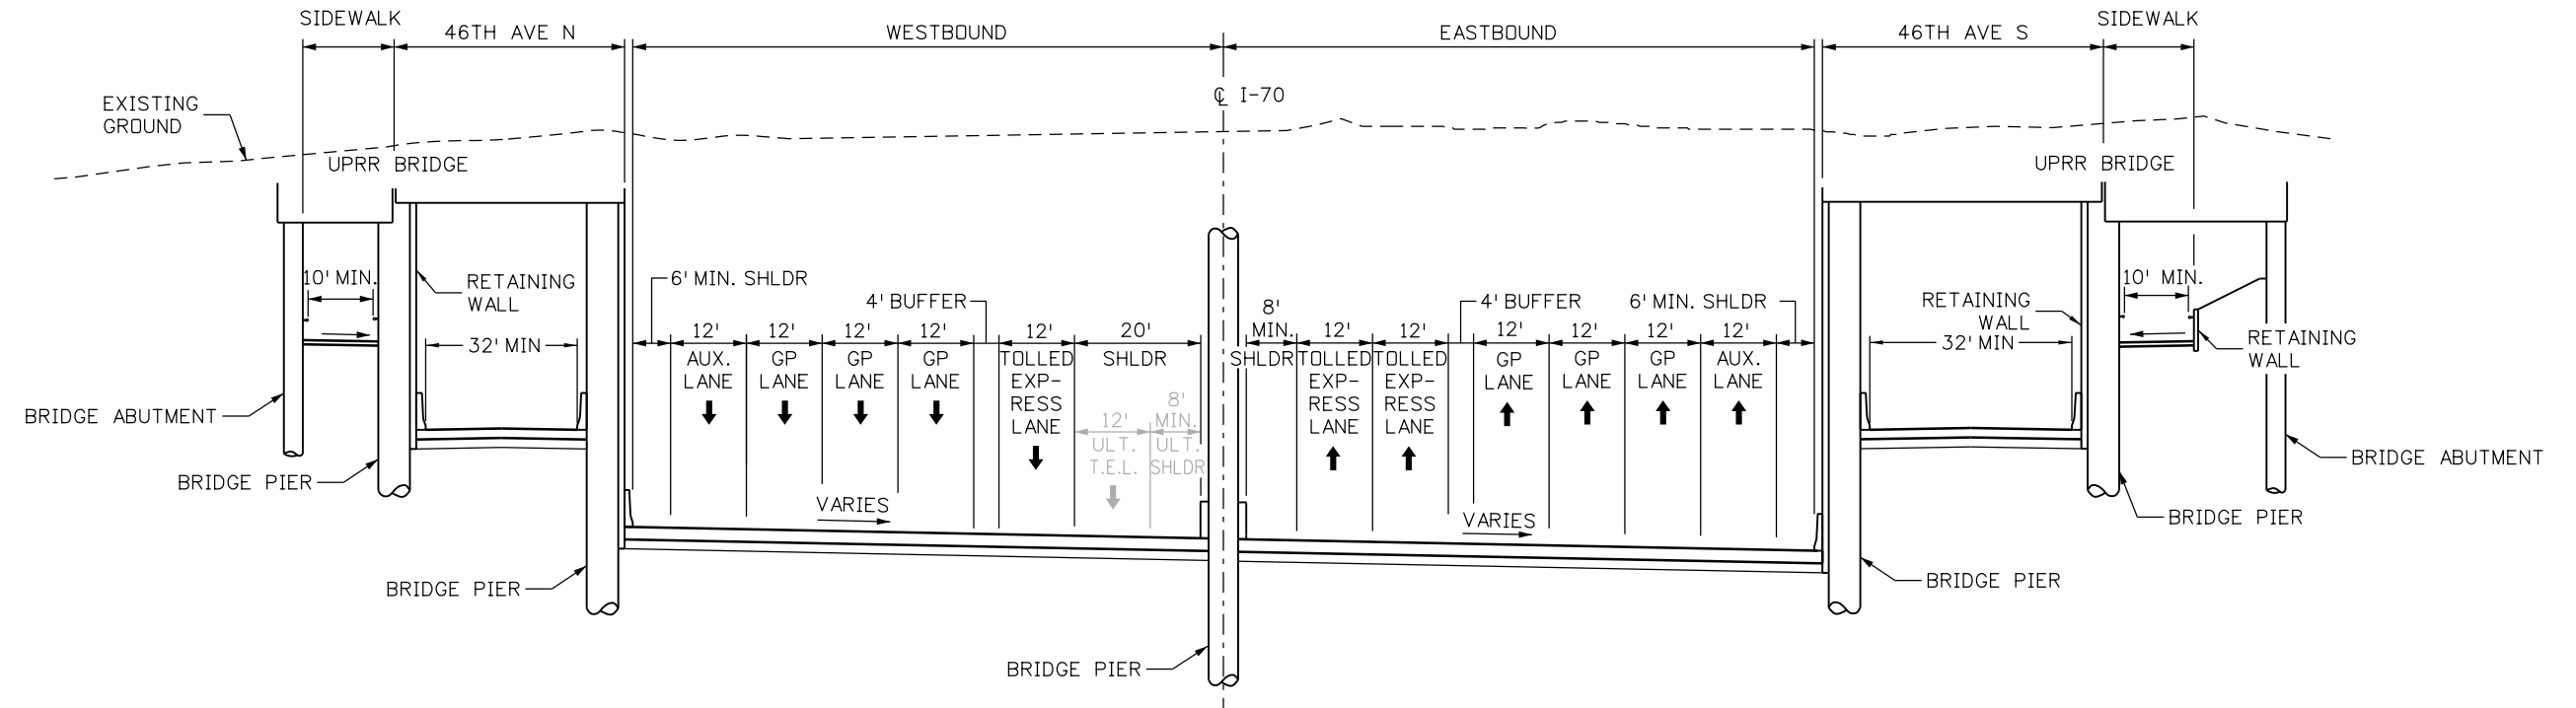 SIDEWALK
46TH AVE N
WESTBOUND
EASTBOUND
46TH AVE S
SIDEWALK
℄ I-70
EXISTING
GROUND
UPRR BRIDGE
UPRR BRIDGE
10' MIN.
RETAINING
WALL
32' MIN
BRIDGE ABUTMENT
BRIDGE PIER
BRIDGE PIER
6' MIN. SHLDR
12'
AUX.
LANE
12'
GP
LANE
12'
GP
LANE
12'
GP
LANE
4' BUFFER
12'
TOLLED
EXP-
RESS
LANE
20'
SHLDR
12'
ULT.
T.E.L.
8'
MIN.
ULT.
SHLDR
VARIES
BRIDGE PIER
8'
MIN.
SHLDR
12'
TOLLED
EXP-
RESS
LANE
12'
TOLLED
EXP-
RESS
LANE
4' BUFFER
12'
GP
LANE
12'
GP
LANE
12'
GP
LANE
12'
AUX.
LANE
6' MIN. SHLDR
VARIES
RETAINING
WALL
32' MIN
10' MIN.
RETAINING
WALL
BRIDGE ABUTMENT
BRIDGE PIER
BRIDGE PIER